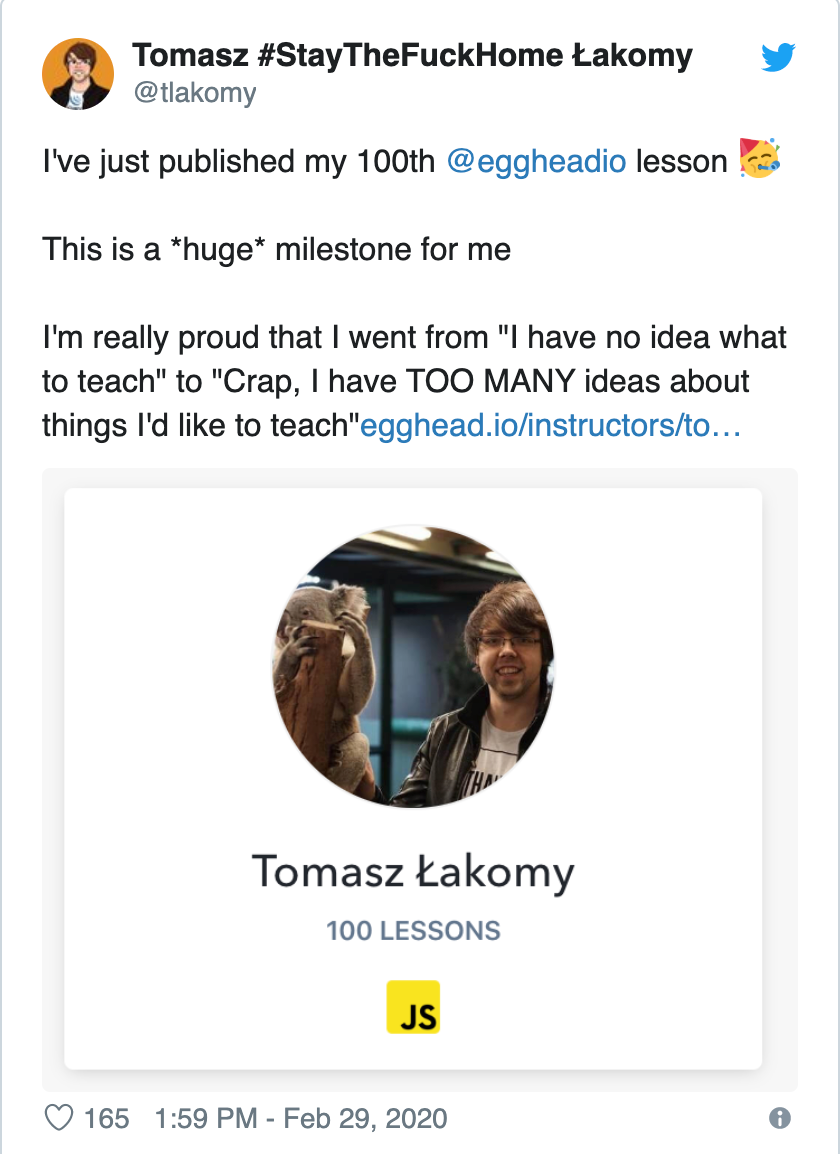 Tomasz #StayTheFuckHome Łakomy
@tlakomy
I've just published my 100th @eggheadio lesson 🥳
This is a *huge* milestone for me
I'm really proud that I went from "I have no idea what
to teach" to "Crap, I have TOO MANY ideas about
things I'd like to teach"egghead.io/instructors/to…
THA
Tomasz Łakomy
100 LESSONS
JS
165 1:59 PM - Feb 29, 2020